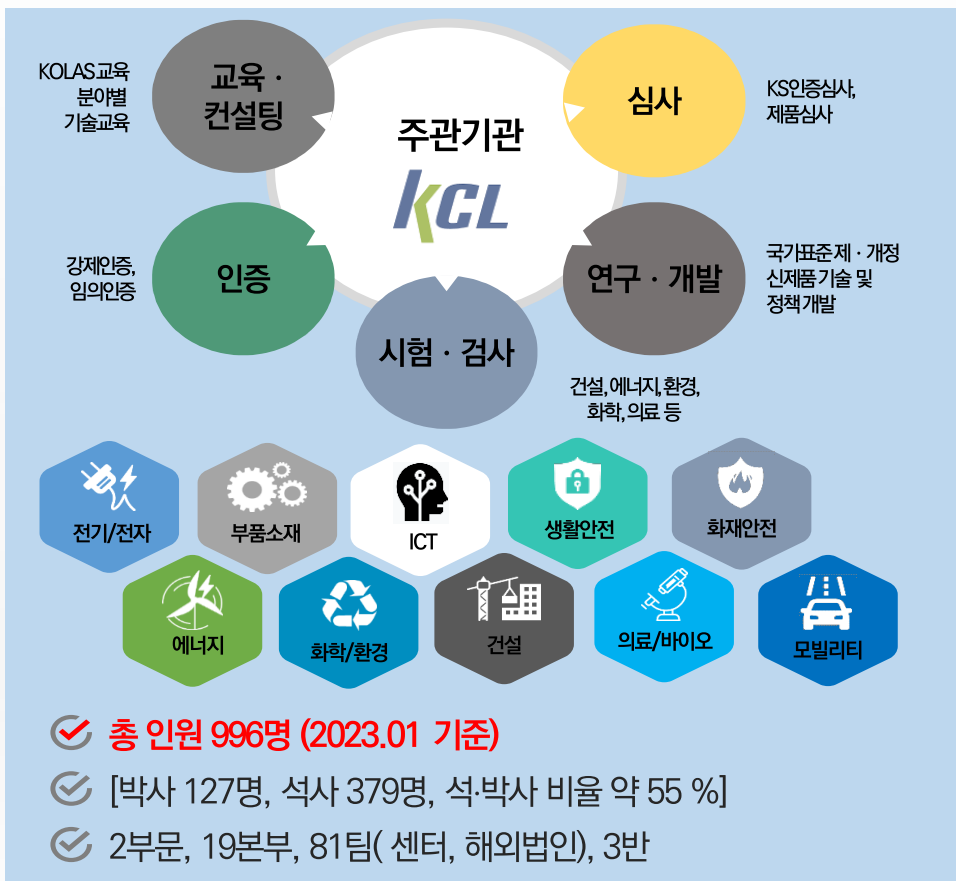 KOLAS 교육
분야별
기술교육
교육 ·
컨설팅
주관기관
KCL
심사
KS인증심사,
제품심사
강제인증,
임의인증
인증
시험 · 검사
연구 · 개발
국가표준 제 · 개정
신제품 기술 및
정책 개발
건설, 에너지, 환경,
화학, 의료 등
전기/전자
부품소재
ICT
생활안전
화재안전
에너지
화학/환경
건설
의료/바이오
모빌리티
총 인원 996명 (2023.01 기준)
[박사 127명, 석사 379명, 석·박사 비율 약 55 %]
2부문, 19본부, 81팀( 센터, 해외법인), 3반